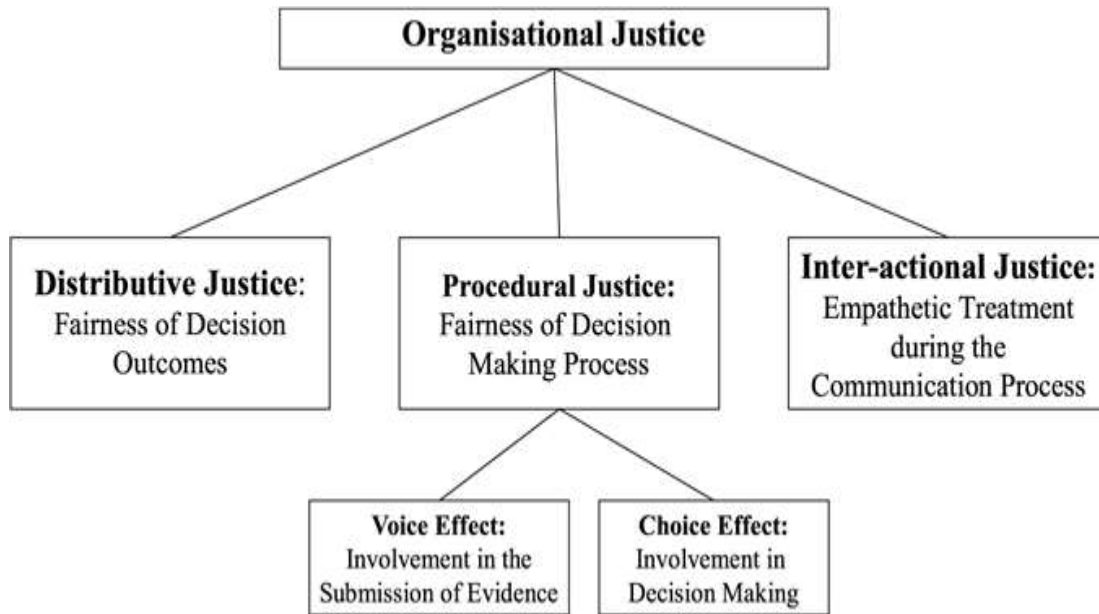 Organisational Justice
Distributive Justice:
Fairness of Decision
Outcomes
Procedural Justice:
Fairness of Decision
Making Process
Inter-actional Justice:
Empathetic Treatment
during the
Communication Process
Voice Effect:
Involvement in the
Submission of Evidence
Choice Effect:
Involvement in
Decision Making